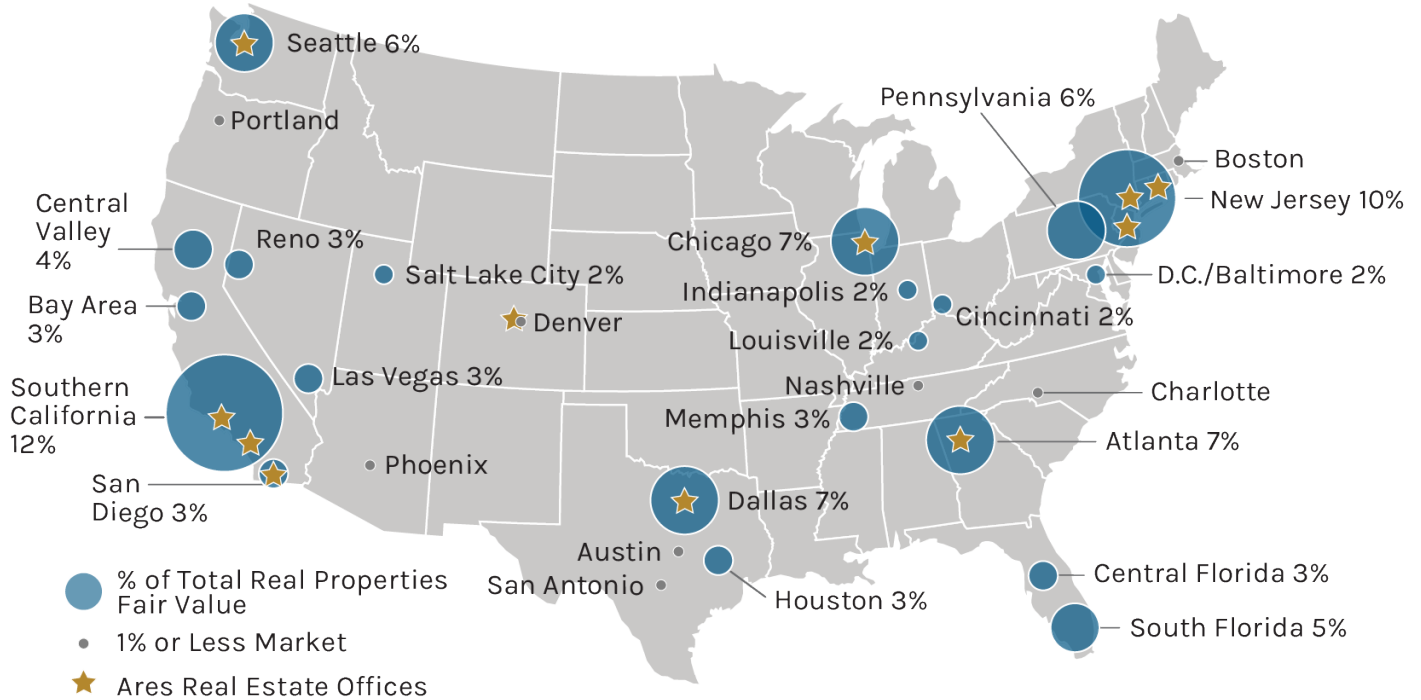 Seattle 6%
Portland
Pennsylvania 6%
Boston
New Jersey 10%
Central
Valley
4%
Reno 3%
Chicago 7%
Salt Lake City 2%
D.C./Baltimore 2%
Indianapolis 2%
Bay Area
3%
Cincinnati 2%
Denver
Louisville 2%
Las Vegas 3%
Nashville
Charlotte
Southern
California
12%
Memphis 3%
Atlanta 7%
Phoenix
San
Diego 3%
Dallas 7%
Austin
San Antonio
Houston 3%
Central Florida 3%
South Florida 5%
% of Total Real Properties
Fair Value
1% or Less Market
Ares Real Estate Offices